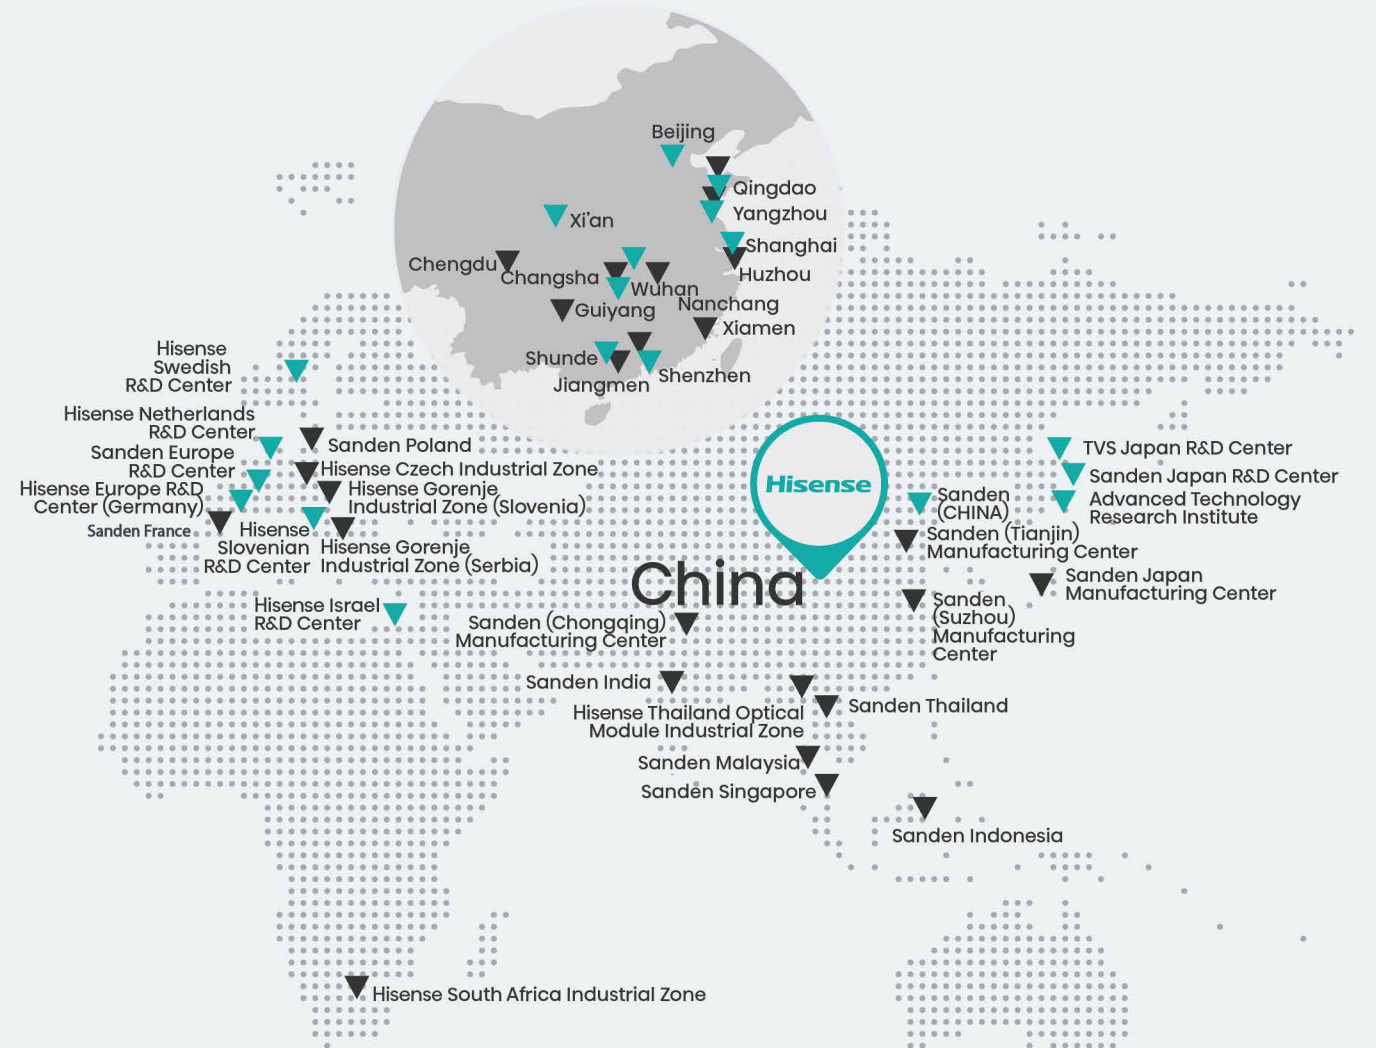 Beijing
Qingdao
Yangzhou
Xi'an
Shanghai
Chengdu
Changsha
Huzhou
Wuhan
Nanchang
Guiyang
Xiamen
Shunde
Shenzhen
Jiangmen
Hisense
Swedish
R&D Center
Hisense Netherlands
R&D Center
Sanden Europe
R&D Center
Hisense Europe R&D
Center (Germany)
Sanden France
Sanden Poland
Hisense Czech Industrial Zone
Hisense Gorenje
Industrial Zone (Slovenia)
Hisense
Slovenian
R&D Center
Hisense Gorenje
Industrial Zone (Serbia)
Hisense Israel
R&D Center
Hisense
China
TVS Japan R&D Center
Sanden Japan R&D Center
Advanced Technology
Research Institute
Sanden
(CHINA)
Sanden (Tianjin)
Manufacturing Center
Sanden Japan
Manufacturing Center
Sanden
(Suzhou)
Manufacturing
Center
Sanden (Chongqing)
Manufacturing Center
Sanden India
Hisense Thailand Optical
Module Industrial Zone
Sanden Thailand
Sanden Malaysia
Sanden Singapore
Sanden Indonesia
Hisense South Africa Industrial Zone